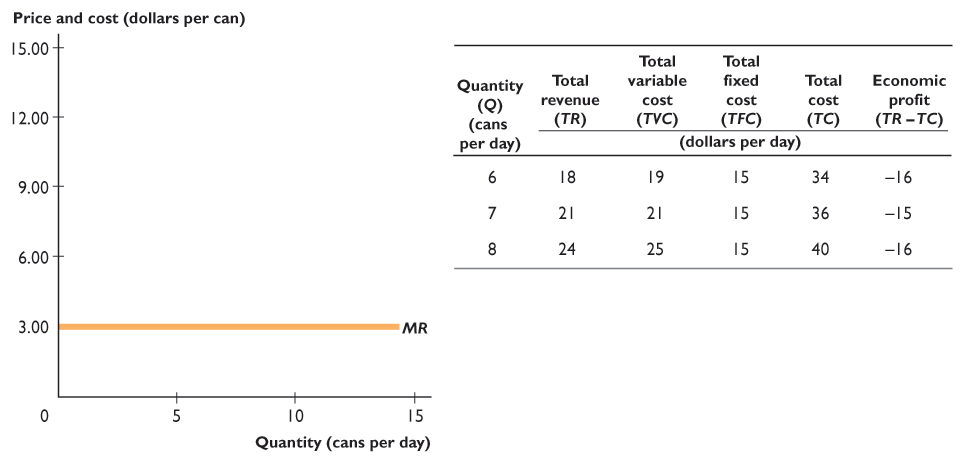 Price and cost (dollars per can)
15.00
12.00
9.00
6.00
3.00
MR
0
5
10
15
Quantity (cans per day)
Quantity
(Q)
(cans
per day)
Total
revenue
(TR)
Total
variable
cost
(TVC)
Total
fixed
cost
(TFC)
Total
cost
(TC)
Economic
profit
(TR – TC)
(dollars per day)
6 18 19 15 34 –16
7 21 21 15 36 –15
8 24 25 15 40 –16